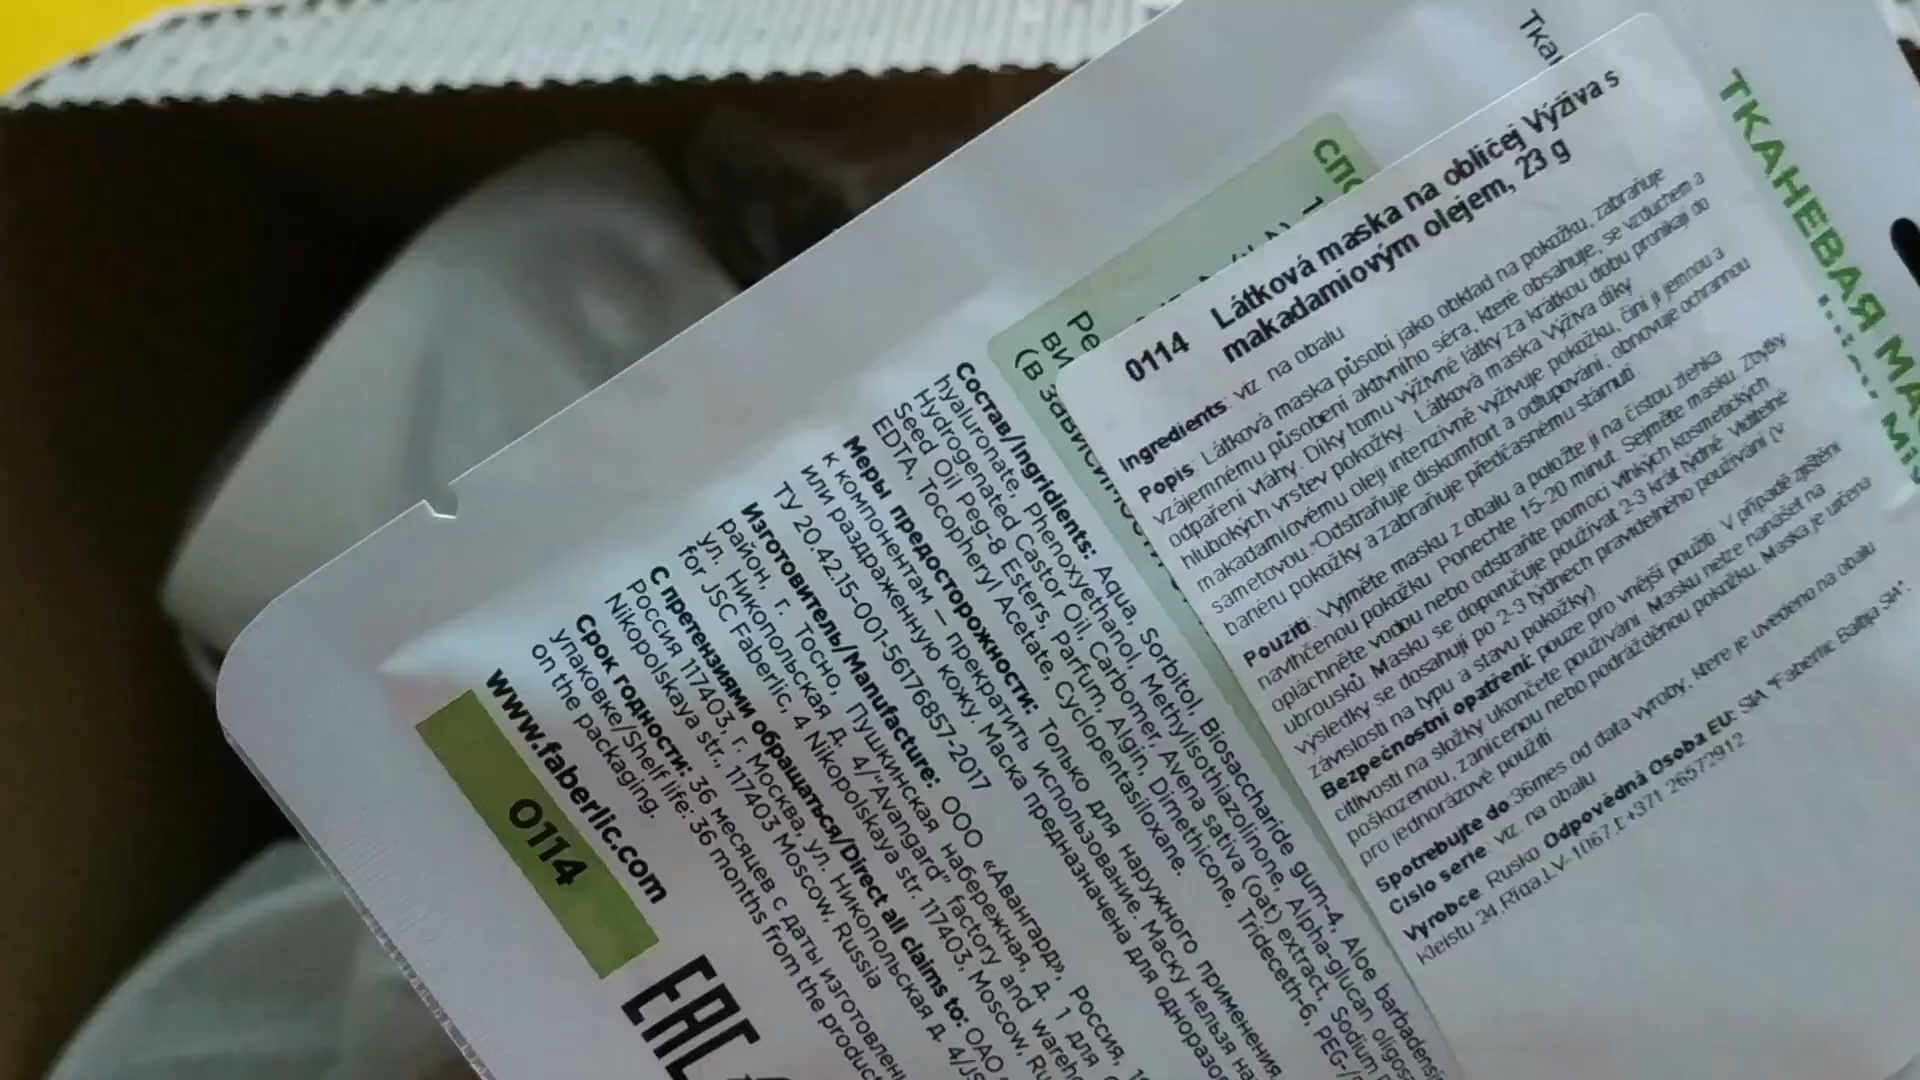 ТКАНЕВАЯ МА
Тка
СПО
1.
Ре
ви
(в зависимост
0114 Látková maska na obličej Výživa s
makadamiovým olejem, 23 g
Ingredients: viz. na obalu
Popis: Látková maska působí jako obklad na pokožku, zabraňuje
vzájemnému působení aktivního séra, které obsahuje, se vzduchem a
odpaření vláhy. Díky tomu výživné látky za krátkou dobu pronikají do
hlubokých vrstev pokožky. Látková maska Výživa díky
makadamiovému oleji intenzivně vyživuje pokožku, činí ji jemnou a
sametovou. Odstraňuje diskomfort a odlupování, obnovuje ochrannou
bariéru pokožky a zabraňuje předčasnému stárnutí.
Použití: Vyjměte masku z obalu a položte ji na čistou zlehka
navlhčenou pokožku. Ponechte 15-20 minut. Sejměte masku. Zbytky
opláchněte vodou nebo odstraňte pomocí vlhkých kosmetických
ubrousků. Masku se doporučuje používat 2-3 krát týdně. Viditelné
výsledky se dosahují po 2-3 týdnech pravidelného používání (v
závislosti na typu a stavu pokožky).
Bezpečnostní opatření: pouze pro vnější použití. V případě zjištění
citlivosti na složky ukončete používání. Masku nelze nanášet na
poškozenou, zanícenou nebo podrážděnou pokožku. Maska je určena
pro jednorázové použití.
Spotrebujte do:36měs od data výroby, které je uvedeno na obalu
Číslo serie: viz. na obalu
Vyrobce: Rusko Odpovědná Osoba EU: SIA "Faberlic Baltija SIA":
Kleistu 24,Rīga,LV-1067,t:+371 26572912
Состав/Ingridients: Aqua, Sorbitol, Biosaccharide gum-4, Aloe barbadens
hyaluronate, Phenoxyethanol, Methylisothiazolinone, Alpha-glucan oligos
Hydrogenated Castor Oil, Carbomer, Avena sativa (oat) extract, Sodium
Seed Oil Peg-8 Esters, Parfum, Algin, Dimethicone, Trideceth-6, PEG-/
EDTA, Tocopheryl Acetate, Cyclopentasiloxane.
Меры предосторожности: Только для наружного применения.
к компонентам – прекратить использование. Маску нельзя на
или раздраженную кожу. Маска предназначена для одноразо
ТУ 20.42.15-001-56176857-2017
Изготовитель/Manufacture: ООО «Авангард», Россия, 1
район, г. Тосно, Пушкинская набережная, д. 1 для
ул. Никопольская д. 4/"Avangard" factory and wareh
for JSC Faberlic, 4 Nikopolskaya str. 117403, Moscow, Ru
С претензиями обращаться/Direct all claims to: ОАО
Россия 117403, г. Москва, ул. Никопольская д. 4/JS
Nikopolskaya str., 117403 Moscow, Russia
Срок годности: 36 месяцев с даты изготовлен
упаковке/Shelf life: 36 months from the product
on the packaging.
www.faberlic.com
0114
EAC